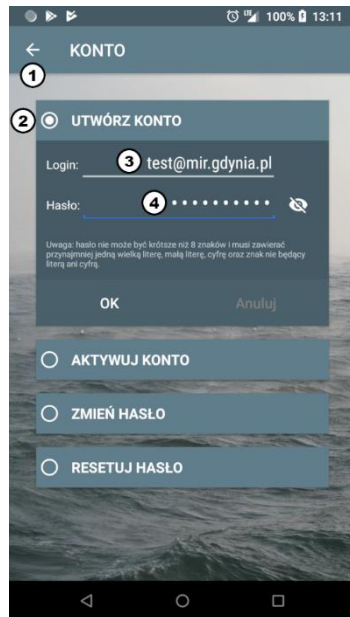 100% 13:11
KONTO
1
2 UTWÓRZ KONTO
Login: 3 test@mir.gdynia.pl
Hasło: 4 ••••••••••
Uwaga: hasło nie może być krótsze niż 8 znaków i musi zawierać
przynajmniej jedną wielką literę, małą literę, cyfrę oraz znak nie będący
literą ani cyfrą.
OK Anuluj
AKTYWUJ KONTO
ZMIEŃ HASŁO
RESETUJ HASŁO